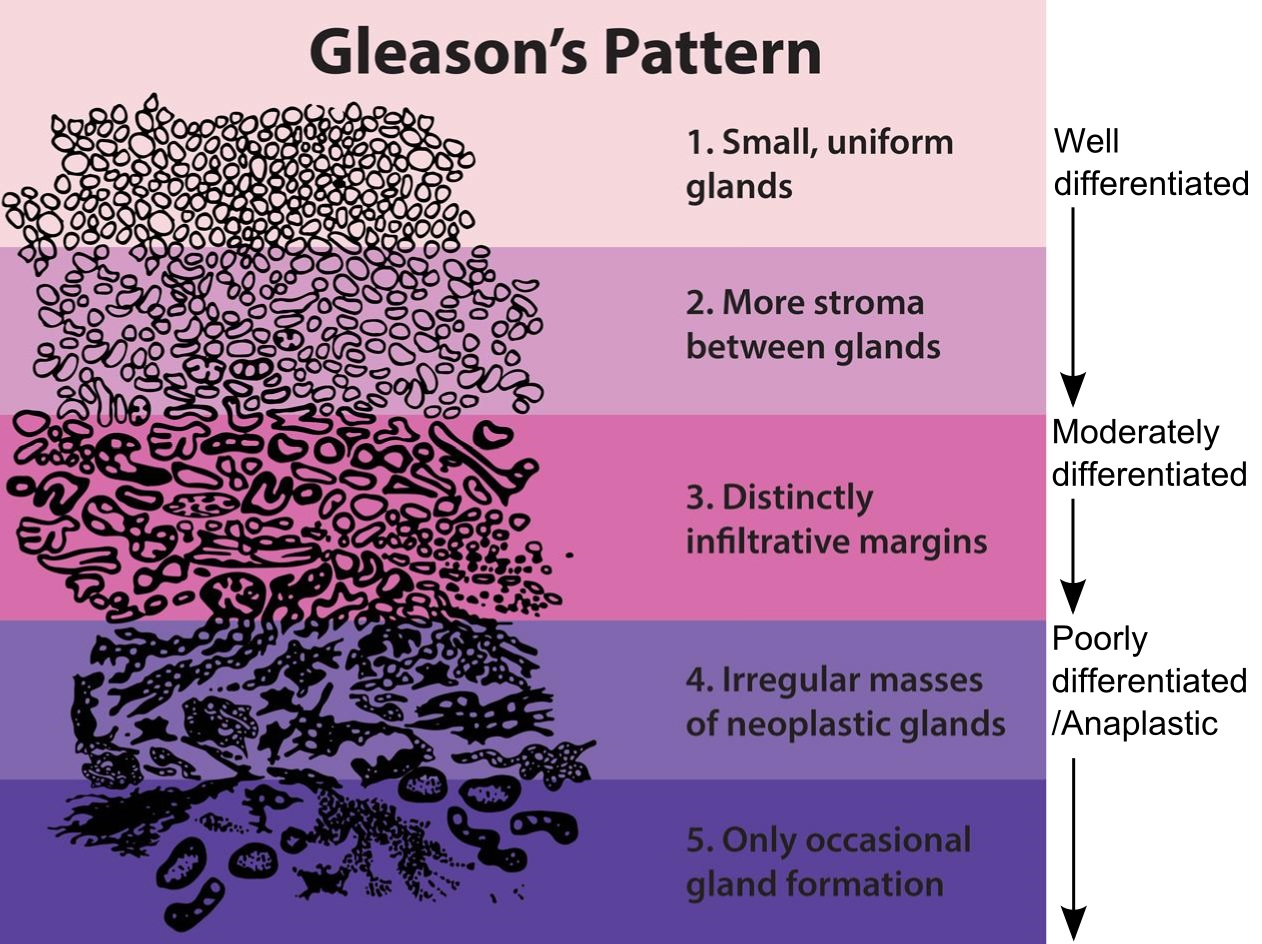 Gleason's Pattern
1. Small, uniform
glands
Well
differentiated
2. More stroma
between glands
Moderately
differentiated
3. Distinctly
infiltrative margins
Poorly
differentiated
/Anaplastic
4. Irregular masses
of neoplastic glands
5. Only occasional
gland formation